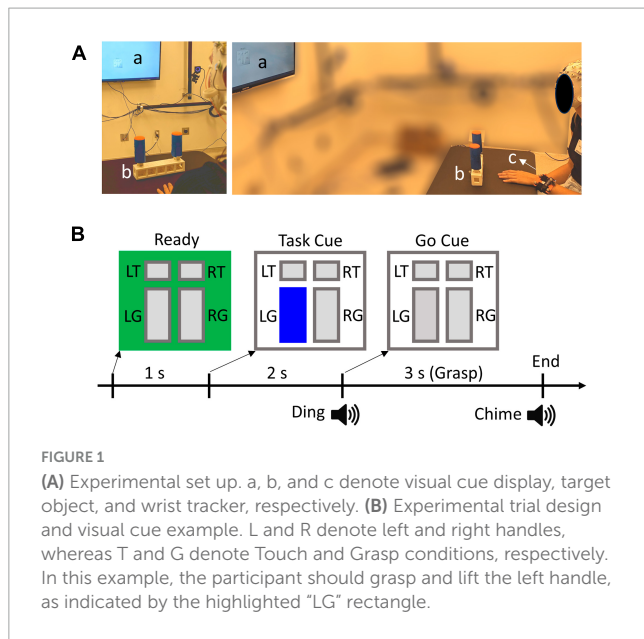 A
a
b
a
b
c
B
Ready
Task Cue
Go Cue
LT RT LT RT LT RT
LG RG LG RG LG RG
1 s 2 s 3 s (Grasp) End
Ding Chime
FIGURE 1
(A) Experimental set up. a, b, and c denote visual cue display, target
object, and wrist tracker, respectively. (B) Experimental trial design
and visual cue example. L and R denote left and right handles,
whereas T and G denote Touch and Grasp conditions, respectively.
In this example, the participant should grasp and lift the left handle,
as indicated by the highlighted “LG” rectangle.